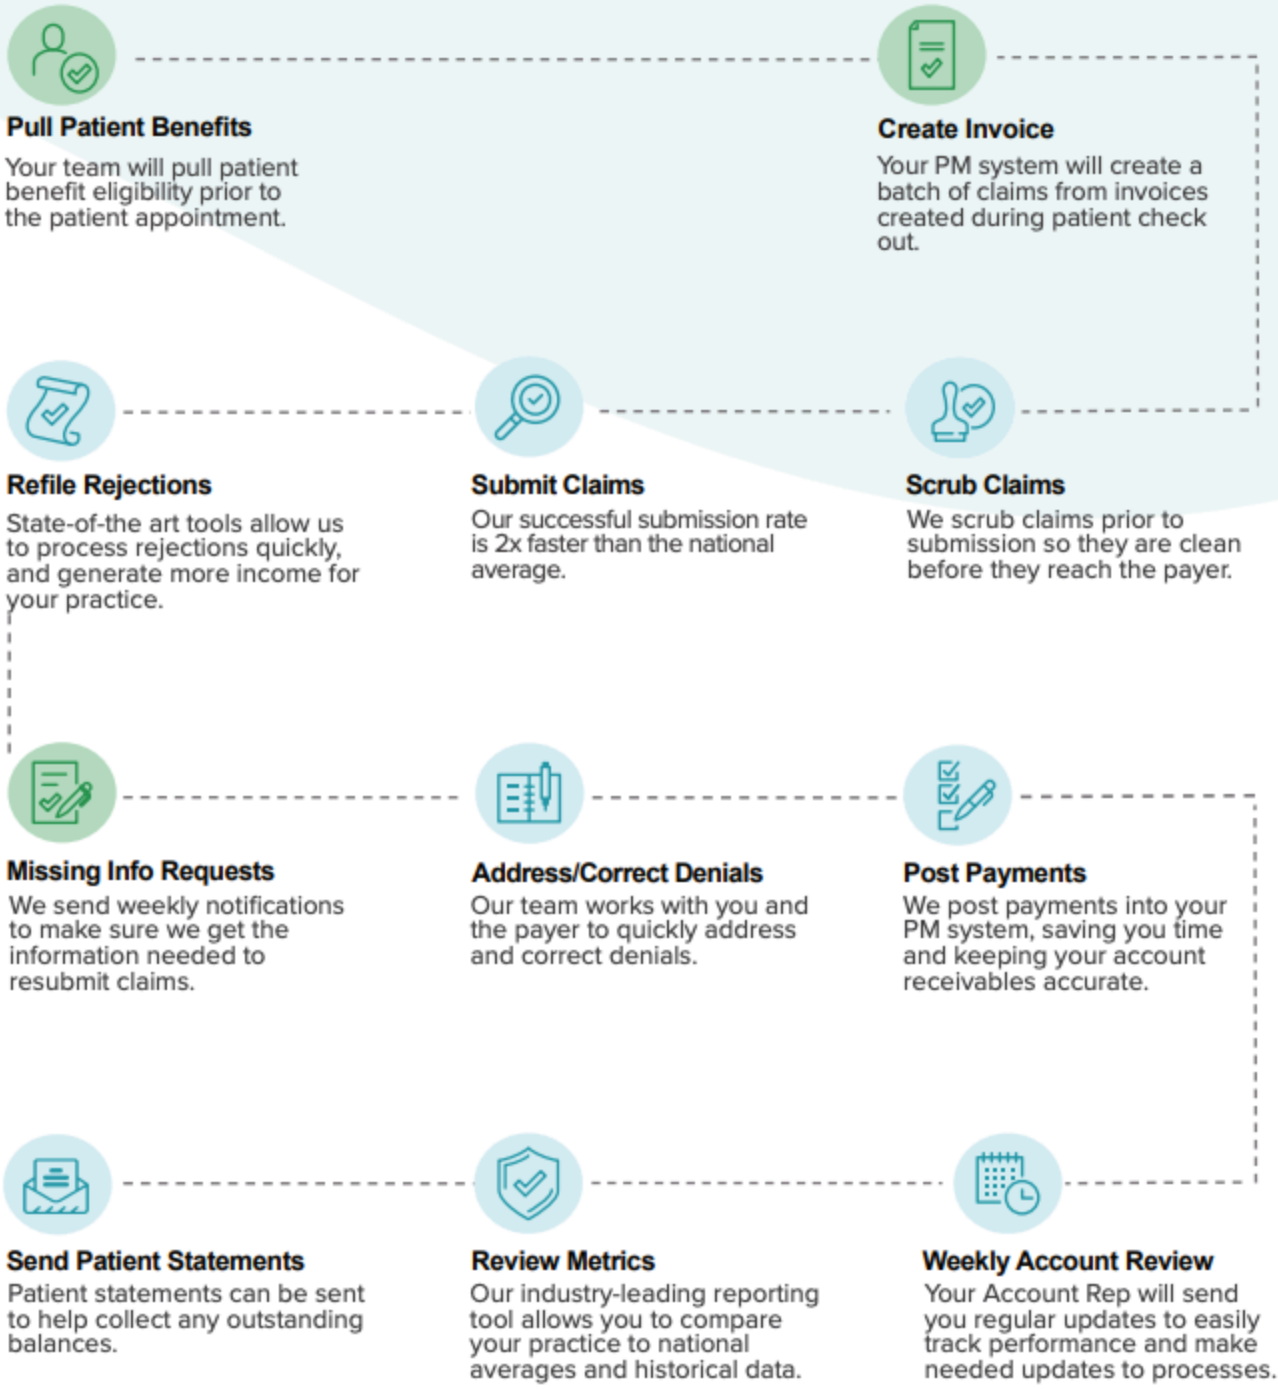 Pull Patient Benefits
Your team will pull patient
benefit eligibility prior to
the patient appointment.
Create Invoice
Your PM system will create a
batch of claims from invoices
created during patient check
out.
Refile Rejections
State-of-the art tools allow us
to process rejections quickly,
and generate more income for
your practice.
Submit Claims
Our successful submission rate
is 2x faster than the national
average.
Scrub Claims
We scrub claims prior to
submission so they are clean
before they reach the payer.
Missing Info Requests
We send weekly notifications
to make sure we get the
information needed to
resubmit claims.
Address/Correct Denials
Our team works with you and
the payer to quickly address
and correct denials.
Post Payments
We post payments into your
PM system, saving you time
and keeping your account
receivables accurate.
Send Patient Statements
Patient statements can be sent
to help collect any outstanding
balances.
Review Metrics
Our industry-leading reporting
tool allows you to compare
your practice to national
averages and historical data.
Weekly Account Review
Your Account Rep will send
you regular updates to easily
track performance and make
needed updates to processes.